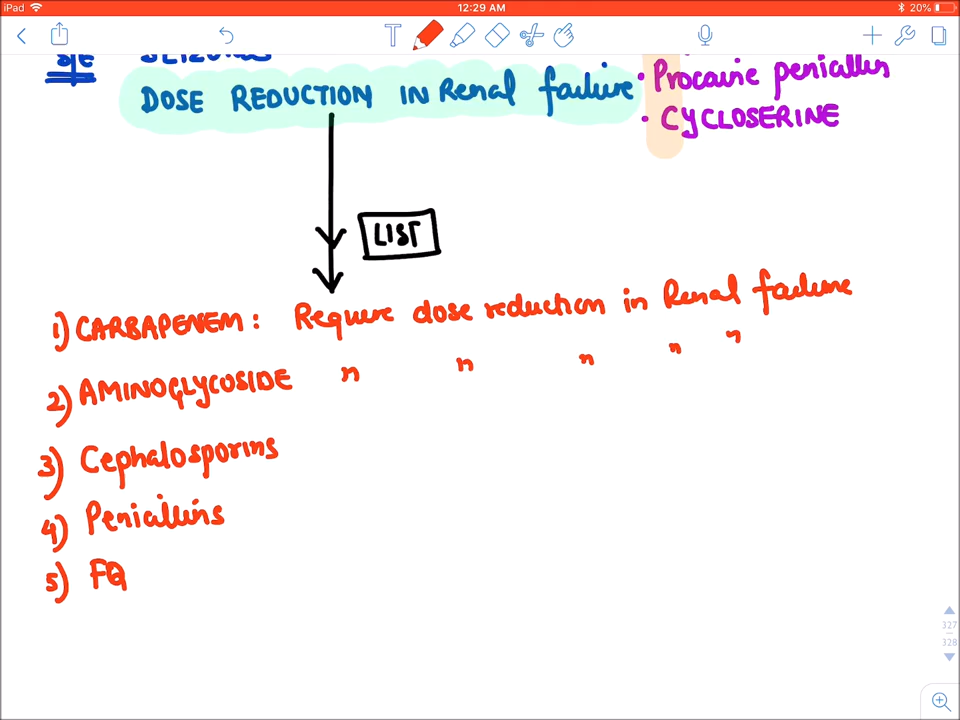 iPad 12:29 AM 20%
T
S/E SEIZURES
DOSE REDUCTION IN Renal failure
• Procaine penicillin
• CYCLOSERINE
LIST
1) CARBAPENEM : Require dose reduction in Renal failure
2) AMINOGLYCOSIDE " " " " "
3) Cephalosporins
4) Penicillins
5) FQ
327
328